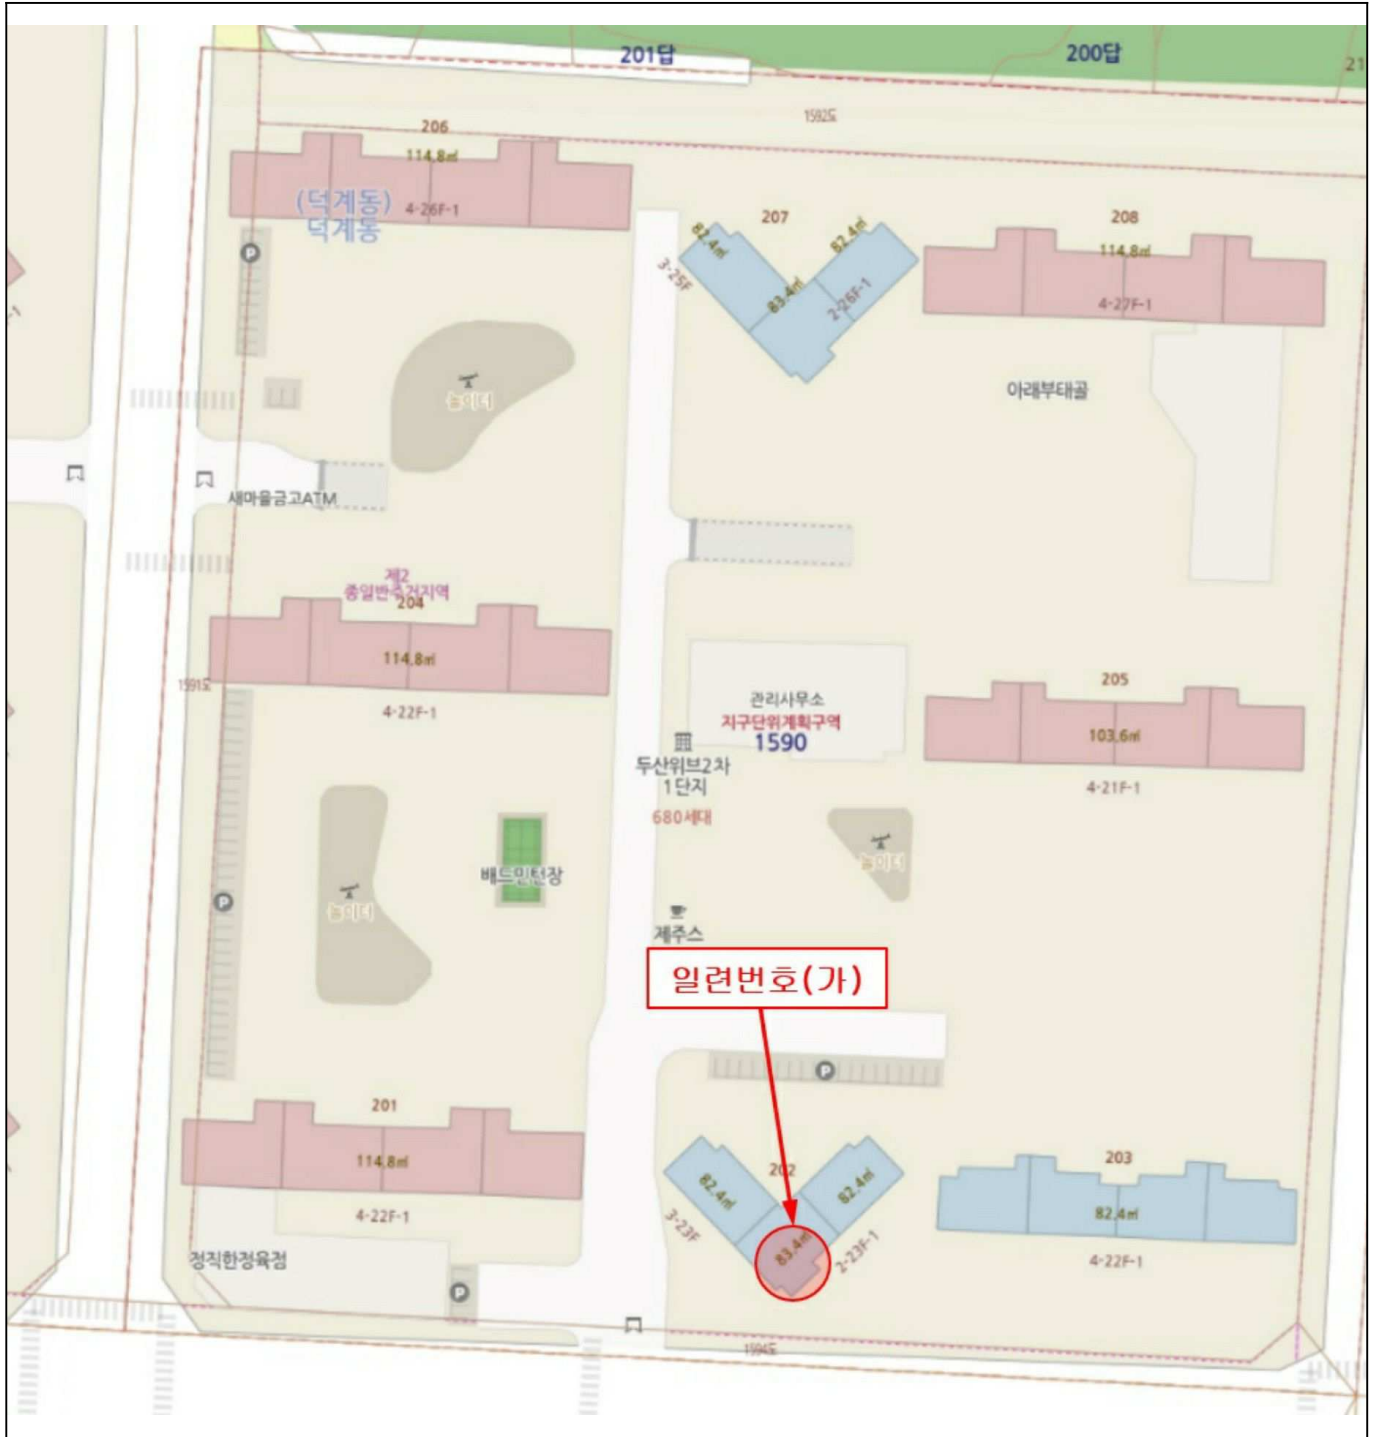 201답
200답
21
1592도
206
114.8㎡
(덕계동)
덕계동
4-26F-1
207
82.4㎡
82.4㎡
3-25F
83.4㎡
2-26F-1
208
114.8㎡
4-27F-1
P
놀이터
아래부태골
새마을금고ATM
제2
종일반주거지역
204
114.8㎡
1591도
4-22F-1
관리사무소
지구단위계획구역
1590
두산위브2차
1단지
680세대
205
103.6㎡
4-21F-1
놀이터
배드민턴장
P
놀이터
제주스
일련번호(가)
P
201
114.8㎡
4-22F-1
202
82.4㎡
82.4㎡
3-23F
83.4㎡
2-23F-1
203
82.4㎡
4-22F-1
정직한정육점
P
1594도